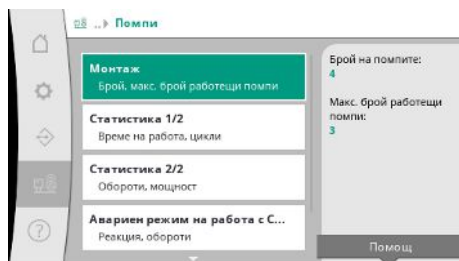 ..▸ Помпи
Монтаж
Брой, макс. брой работещи помпи
Статистика 1/2
Време на работа, цикли
Статистика 2/2
Обороти, мощност
Авариен режим на работа с C...
Реакция, обороти
Брой на помпите:
4
Макс. брой работещи
помпи:
3
Помощ